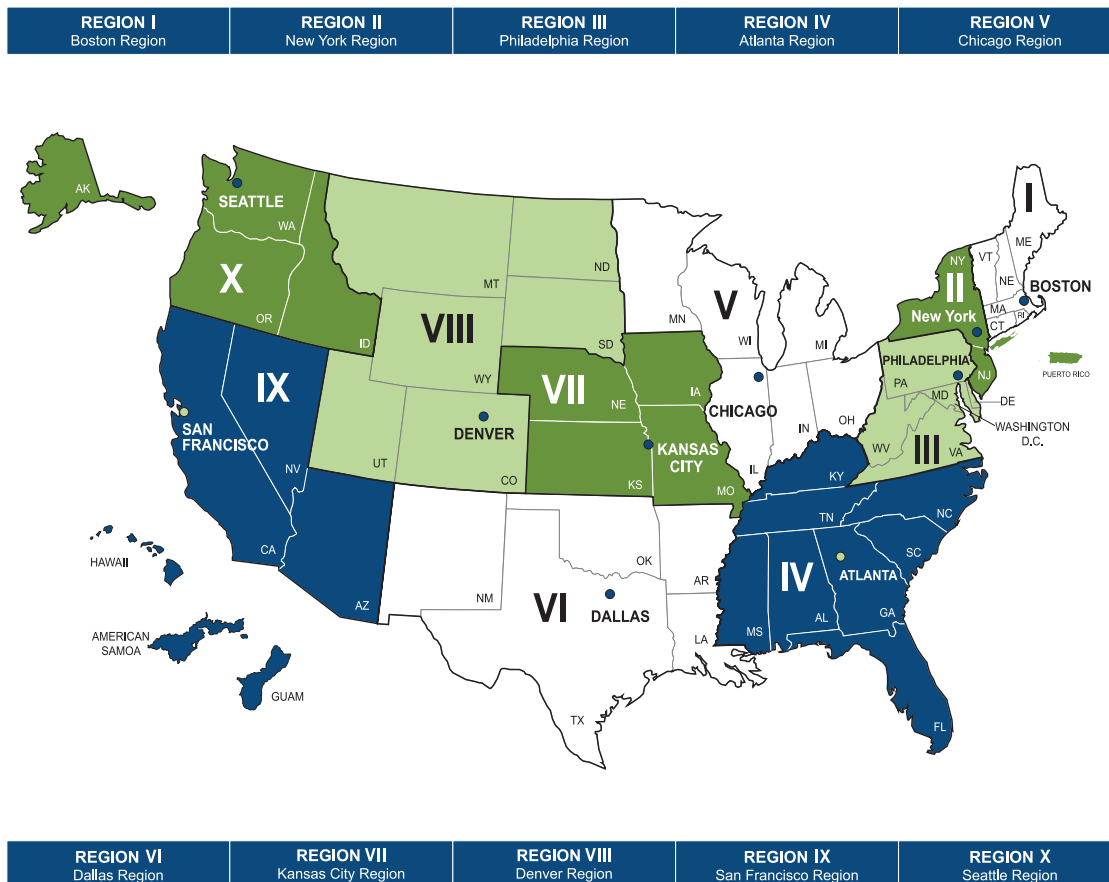 REGION I
Boston Region
REGION II
New York Region
REGION III
Philadelphia Region
REGION IV
Atlanta Region
REGION V
Chicago Region
AK
SEATTLE
WA
X
OR
ID
MT
ND
VIII
SD
WY
MN
V
WI
MI
I
ME
VT
NE
NY
II
New York
BOSTON
MA
RI
CT
PUERTO RICO
PHILADELPHIA
PA
NJ
MD
DE
WASHINGTON
D.C.
WV
III
VA
IX
SAN
FRANCISCO
NV
CA
UT
DENVER
CO
VII
NE
IA
KANSAS
CITY
KS
MO
CHICAGO
IL
IN
OH
KY
TN
NC
SC
IV
ATLANTA
MS
AL
GA
FL
AZ
NM
OK
AR
VI
DALLAS
LA
TX
HAWAII
AMERICAN
SAMOA
GUAM
REGION VI
Dallas Region
REGION VII
Kansas City Region
REGION VIII
Denver Region
REGION IX
San Francisco Region
REGION X
Seattle Region